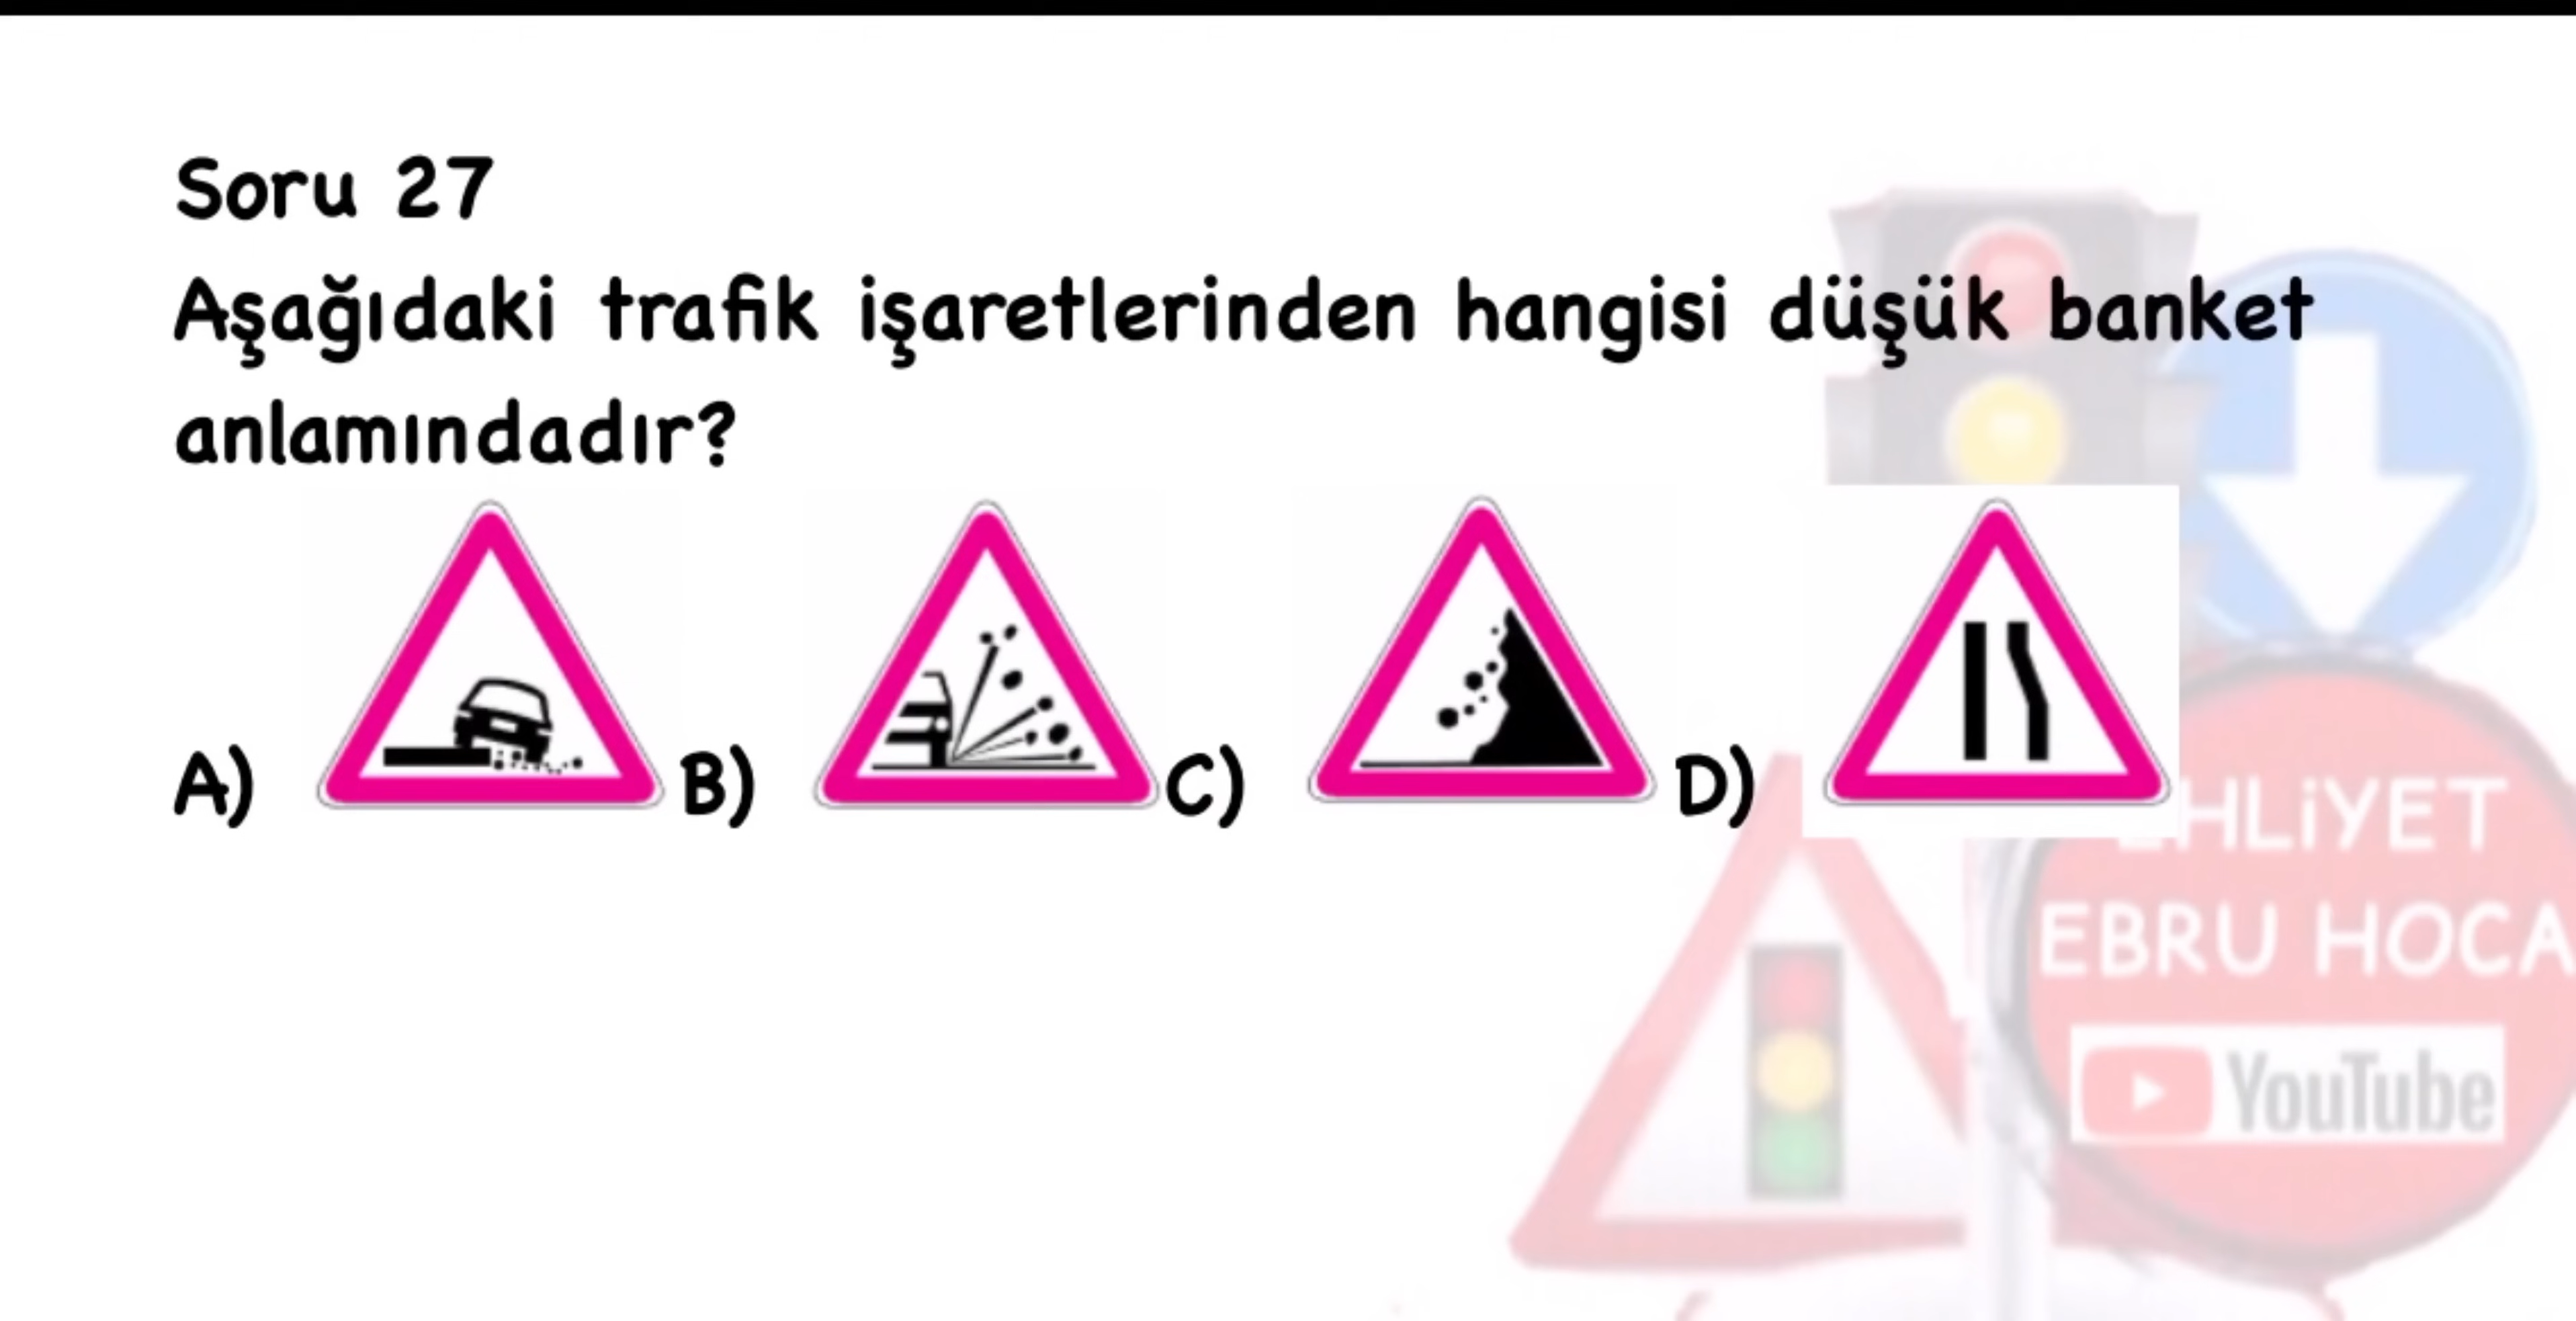 Soru 27
Aşağıdaki trafik işaretlerinden hangisi düşük banket
anlamındadır?
A) B) C) D)
EHLİYET
EBRU HOCA
YouTube